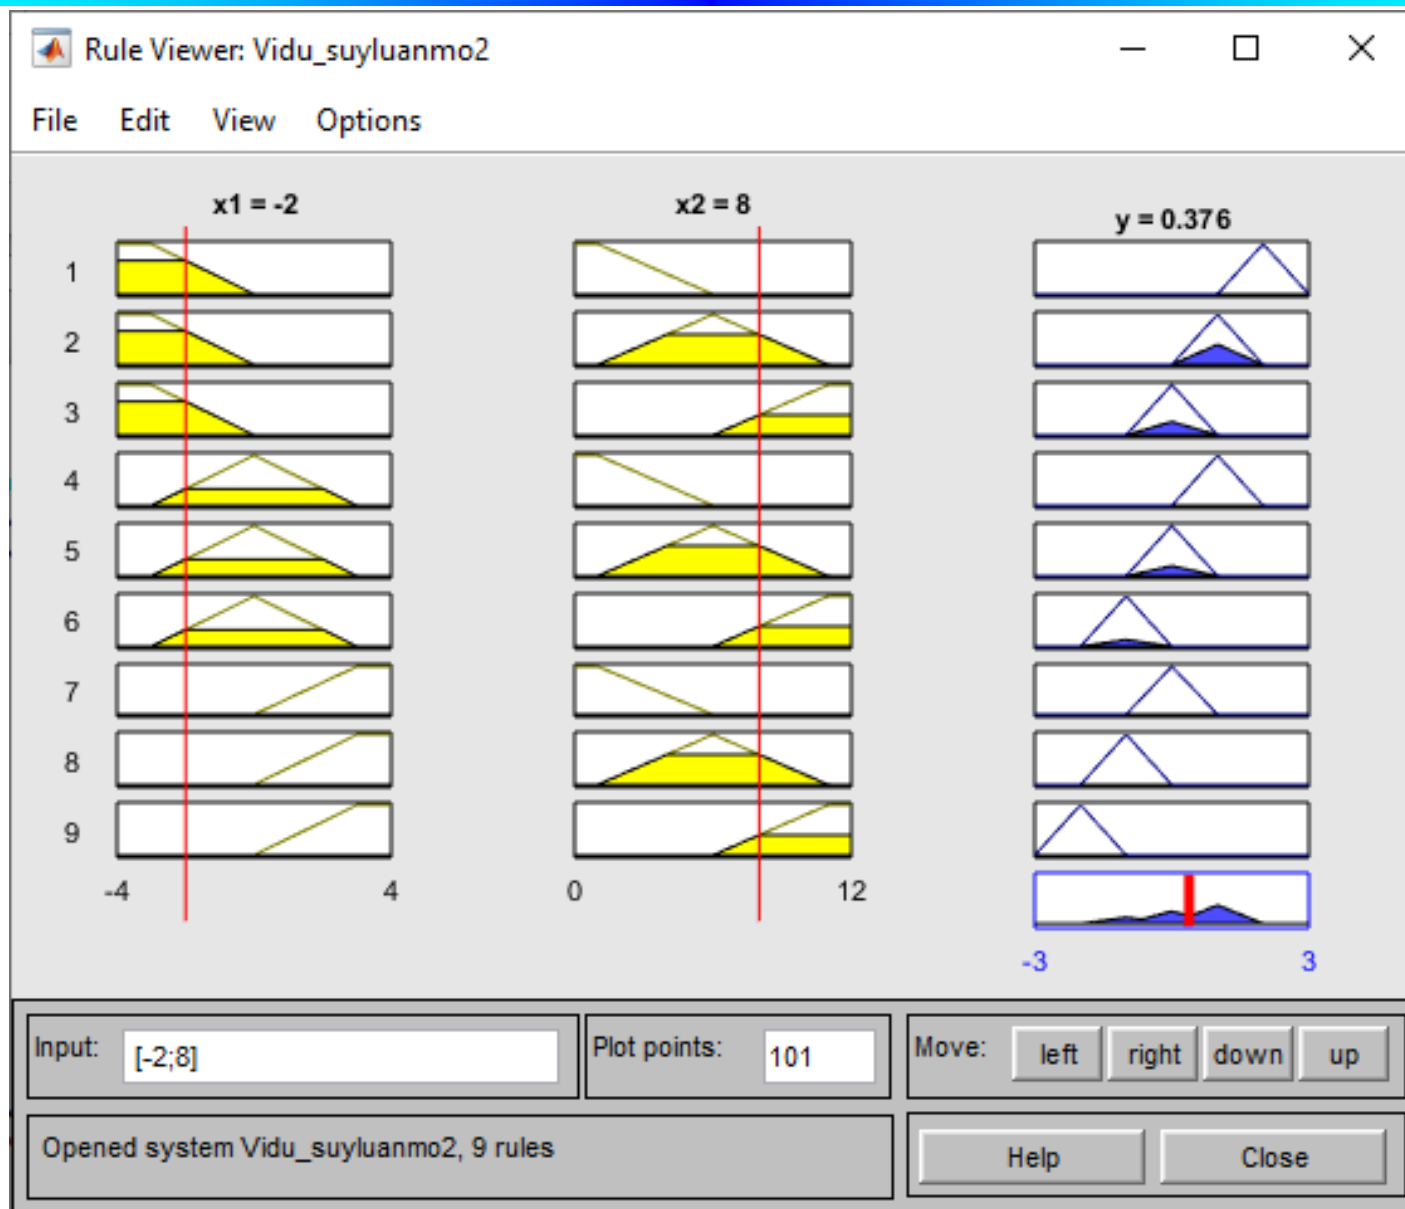 Rule Viewer: Vidu_suyluanmo2
File Edit View Options
x1 = -2 x2 = 8 y = 0.376
1
2
3
4
5
6
7
8
9
-4 4 0 12
-3 3
Input: [-2;8] Plot points: 101 Move: left right down up
Opened system Vidu_suyluanmo2, 9 rules Help Close